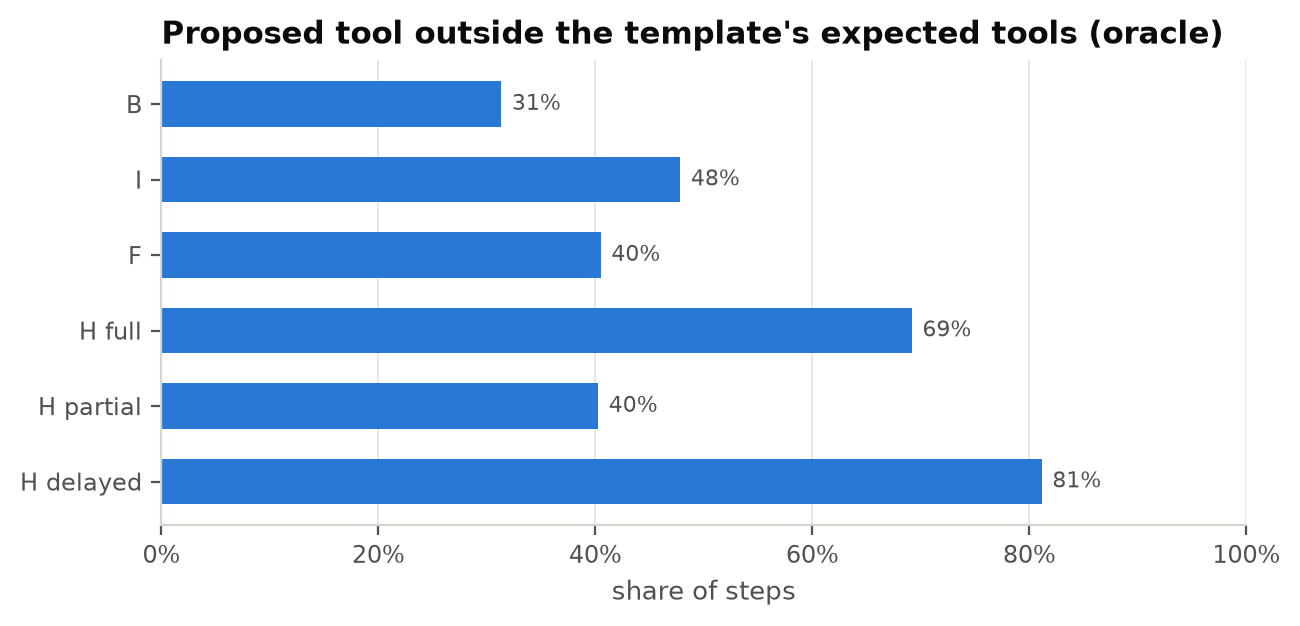 Proposed tool outside the template's expected tools (oracle)
B
31%
I
48%
F
40%
H full
69%
H partial
40%
H delayed
81%
0% 20% 40% 60% 80% 100%
share of steps